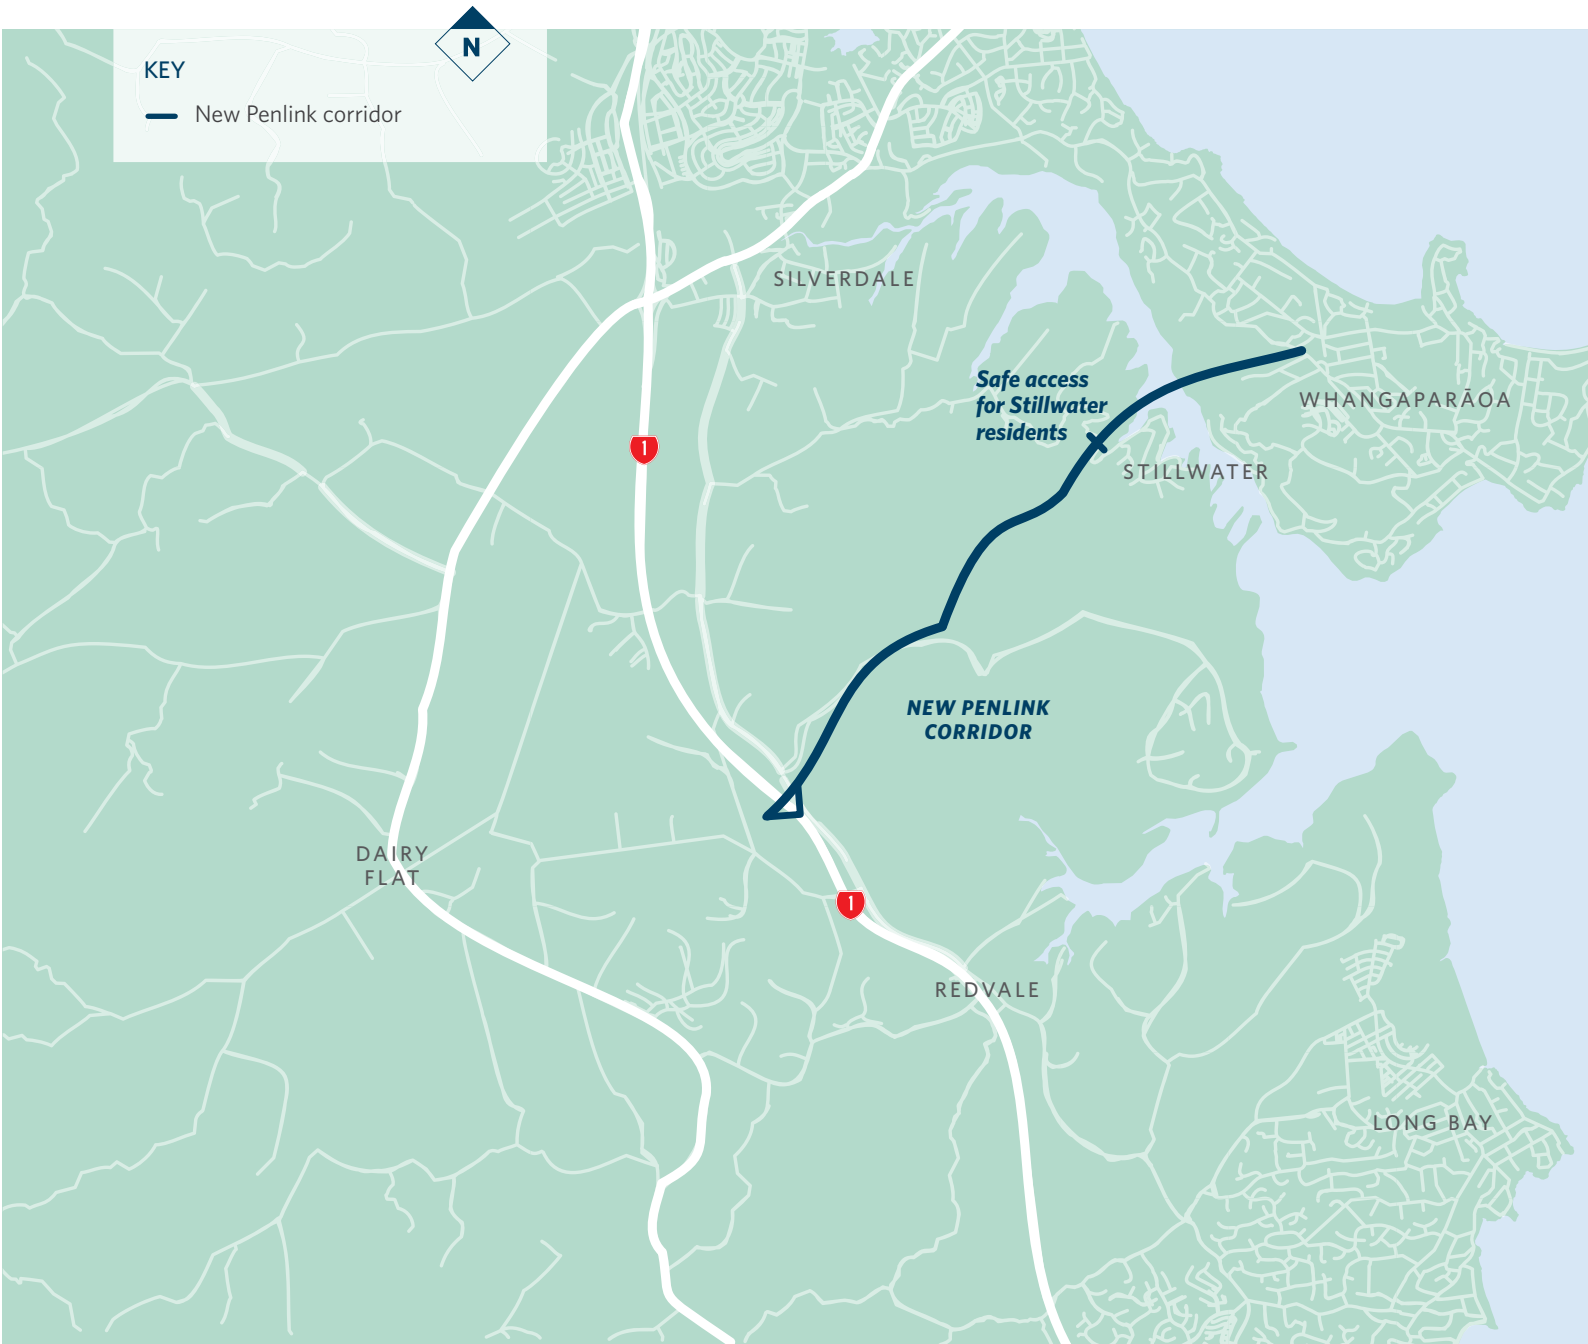 N
KEY
New Penlink corridor
SILVERDALE
Safe access
for Stillwater
residents
WHANGAPARĀOA
1
STILLWATER
NEW PENLINK
CORRIDOR
DAIRY
FLAT
1
REDVALE
LONG BAY